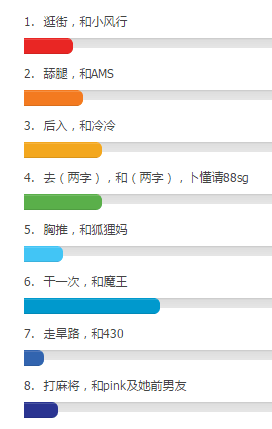 1. 逛街，和小风行
2. 舔腿，和AMS
3. 后入，和冷冷
4. 去（两字），和（两字），卜懂请88sg
5. 胸推，和狐狸妈
6. 干一次，和魔王
7. 走旱路，和430
8. 打麻将，和pink及她前男友